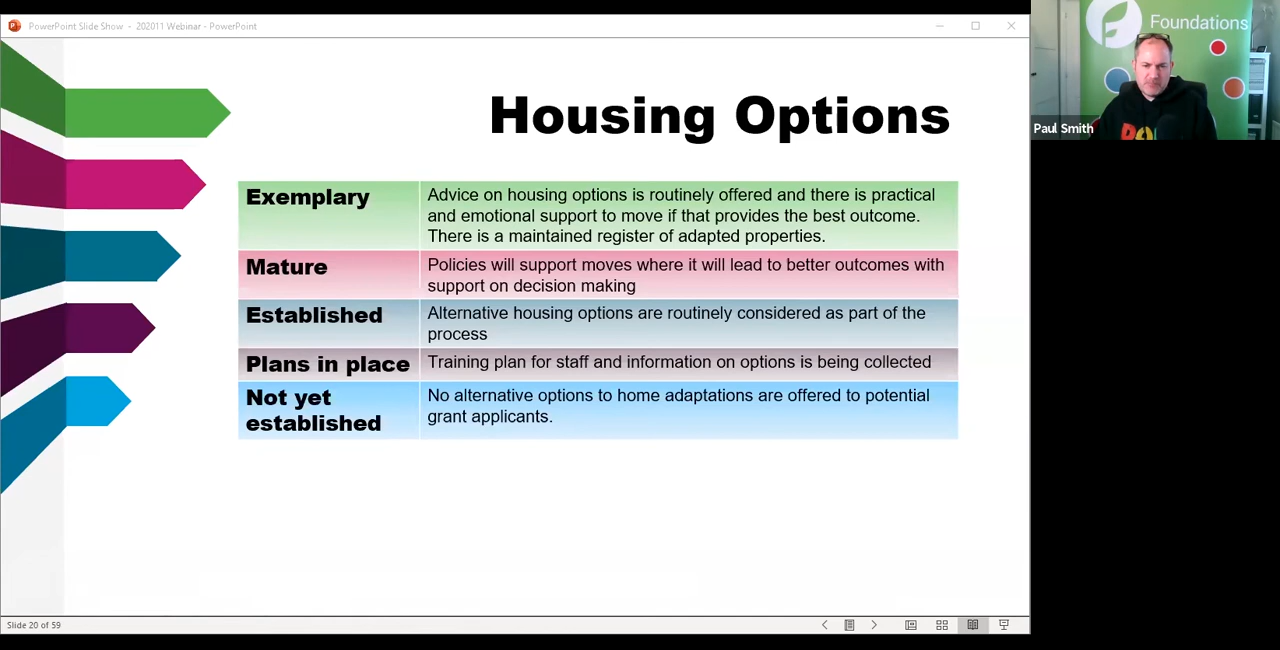 PowerPoint Slide Show - 202011 Webinar - PowerPoint
Foundations
Paul Smith
Housing Options
Exemplary
Advice on housing options is routinely offered and there is practical
and emotional support to move if that provides the best outcome.
There is a maintained register of adapted properties.
Mature
Policies will support moves where it will lead to better outcomes with
support on decision making
Established
Alternative housing options are routinely considered as part of the
process
Plans in place
Training plan for staff and information on options is being collected
Not yet
established
No alternative options to home adaptations are offered to potential
grant applicants.
Slide 20 of 59